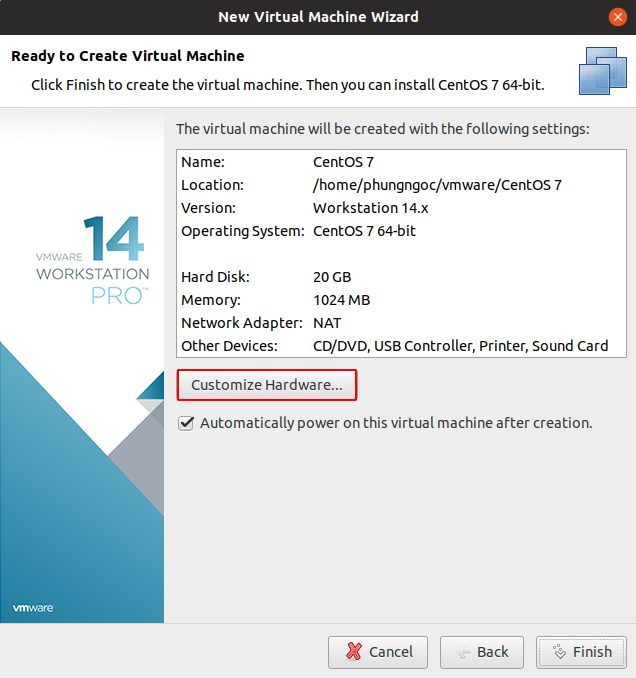 New Virtual Machine Wizard
Ready to Create Virtual Machine
Click Finish to create the virtual machine. Then you can install CentOS 7 64-bit.
The virtual machine will be created with the following settings:
Name: CentOS 7
Location: /home/phungngoc/vmware/CentOS 7
Version: Workstation 14.x
Operating System: CentOS 7 64-bit
Hard Disk: 20 GB
Memory: 1024 MB
Network Adapter: NAT
Other Devices: CD/DVD, USB Controller, Printer, Sound Card
Customize Hardware...
Automatically power on this virtual machine after creation.
VMWARE 14
WORKSTATION
PRO™
vmware
Cancel Back Finish